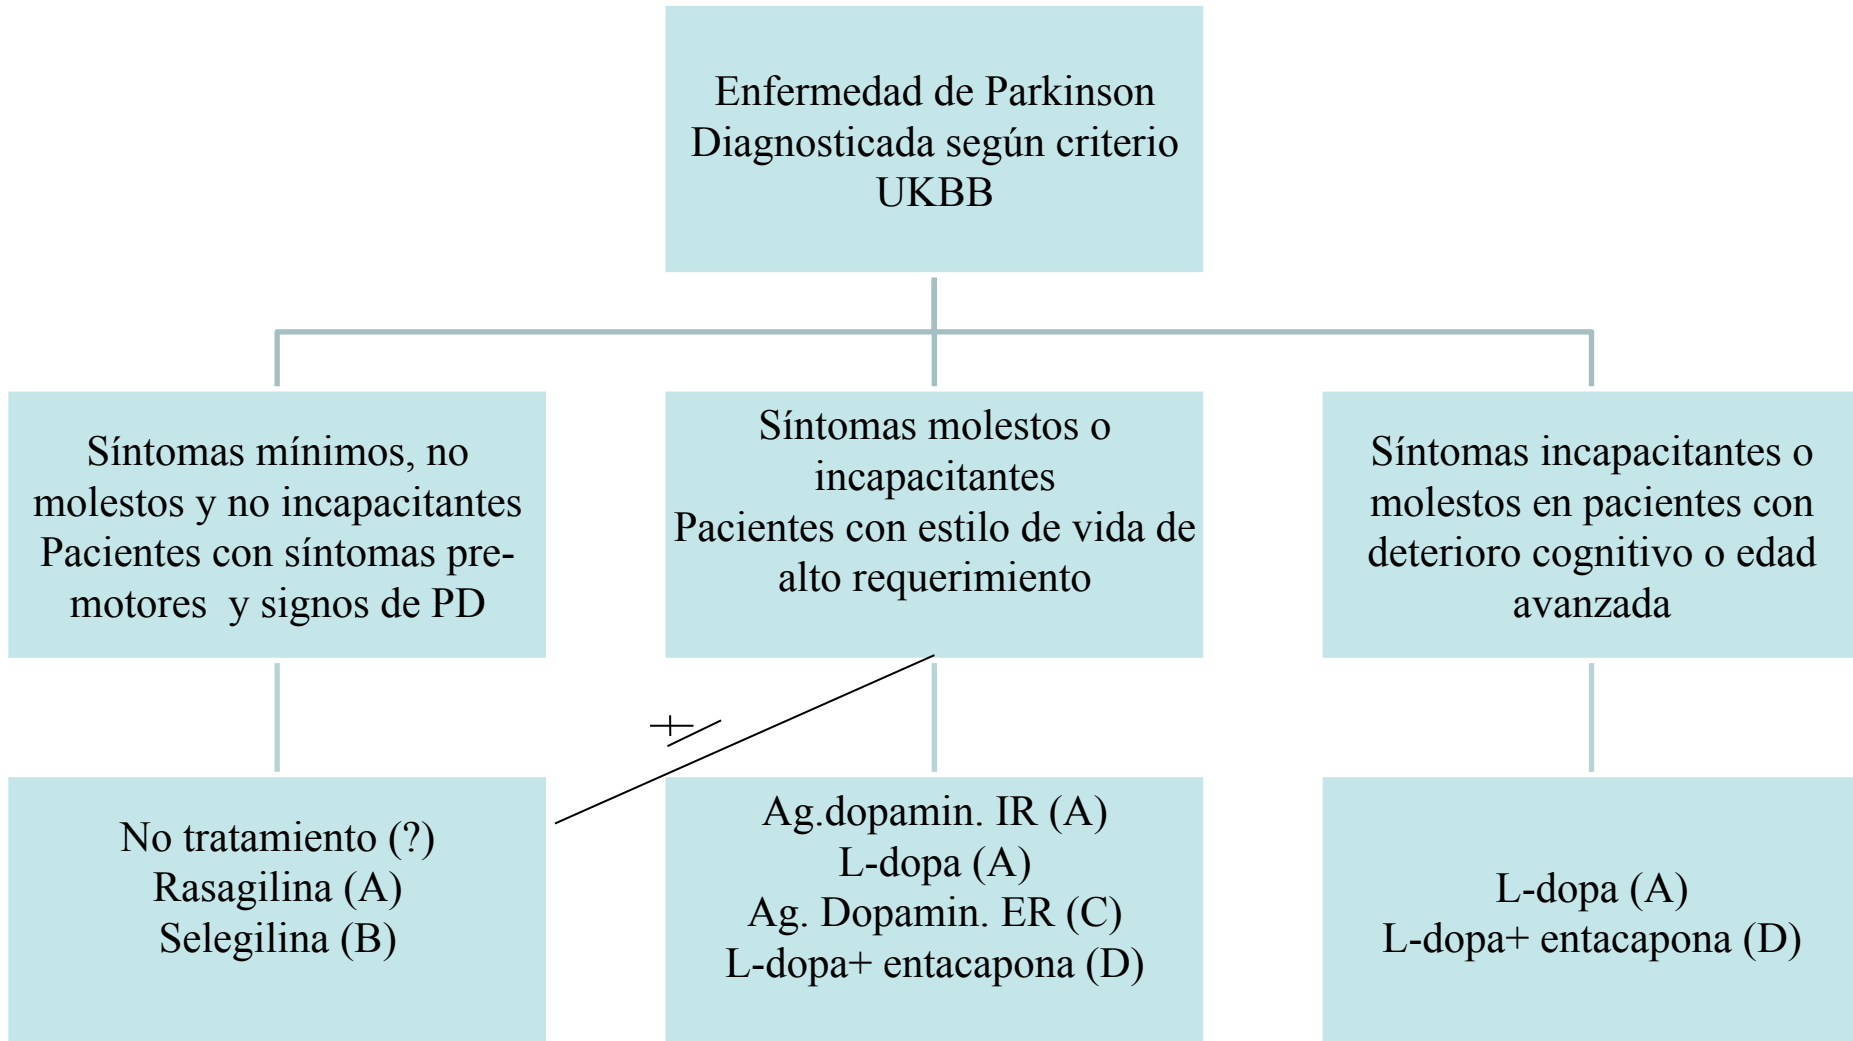 Enfermedad de Parkinson
Diagnosticada según criterio
UKBB
Síntomas mínimos, no
molestos y no incapacitantes
Pacientes con síntomas pre-
motores y signos de PD
Síntomas molestos o
incapacitantes
Pacientes con estilo de vida de
alto requerimiento
Síntomas incapacitantes o
molestos en pacientes con
deterioro cognitivo o edad
avanzada
+
No tratamiento (?)
Rasagilina (A)
Selegilina (B)
Ag.dopamin. IR (A)
L-dopa (A)
Ag. Dopamin. ER (C)
L-dopa+ entacapona (D)
L-dopa (A)
L-dopa+ entacapona (D)